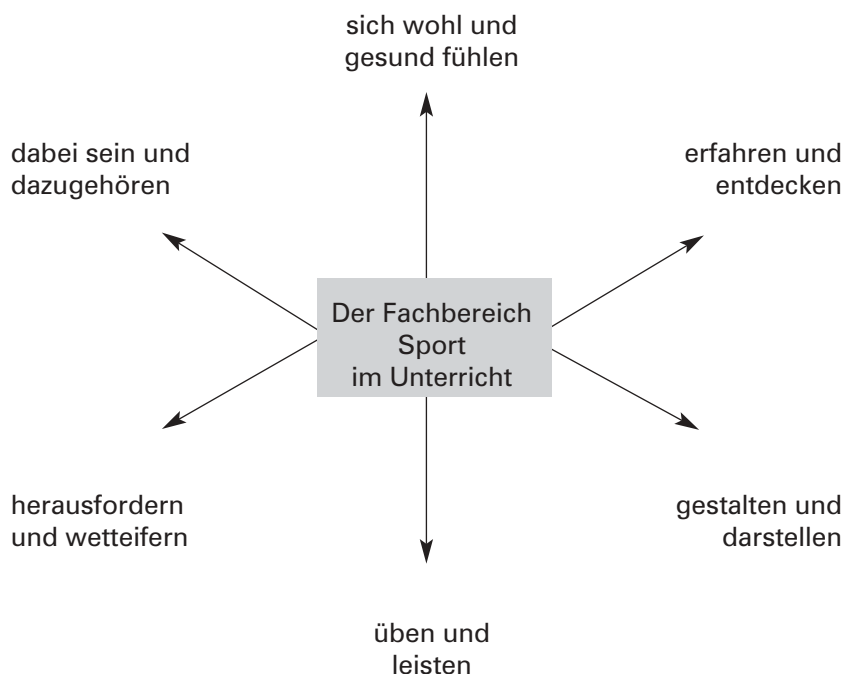 sich wohl und
gesund fühlen
dabei sein und
dazugehören
erfahren und
entdecken
Der Fachbereich
Sport
im Unterricht
herausfordern
und wetteifern
gestalten und
darstellen
üben und
leisten